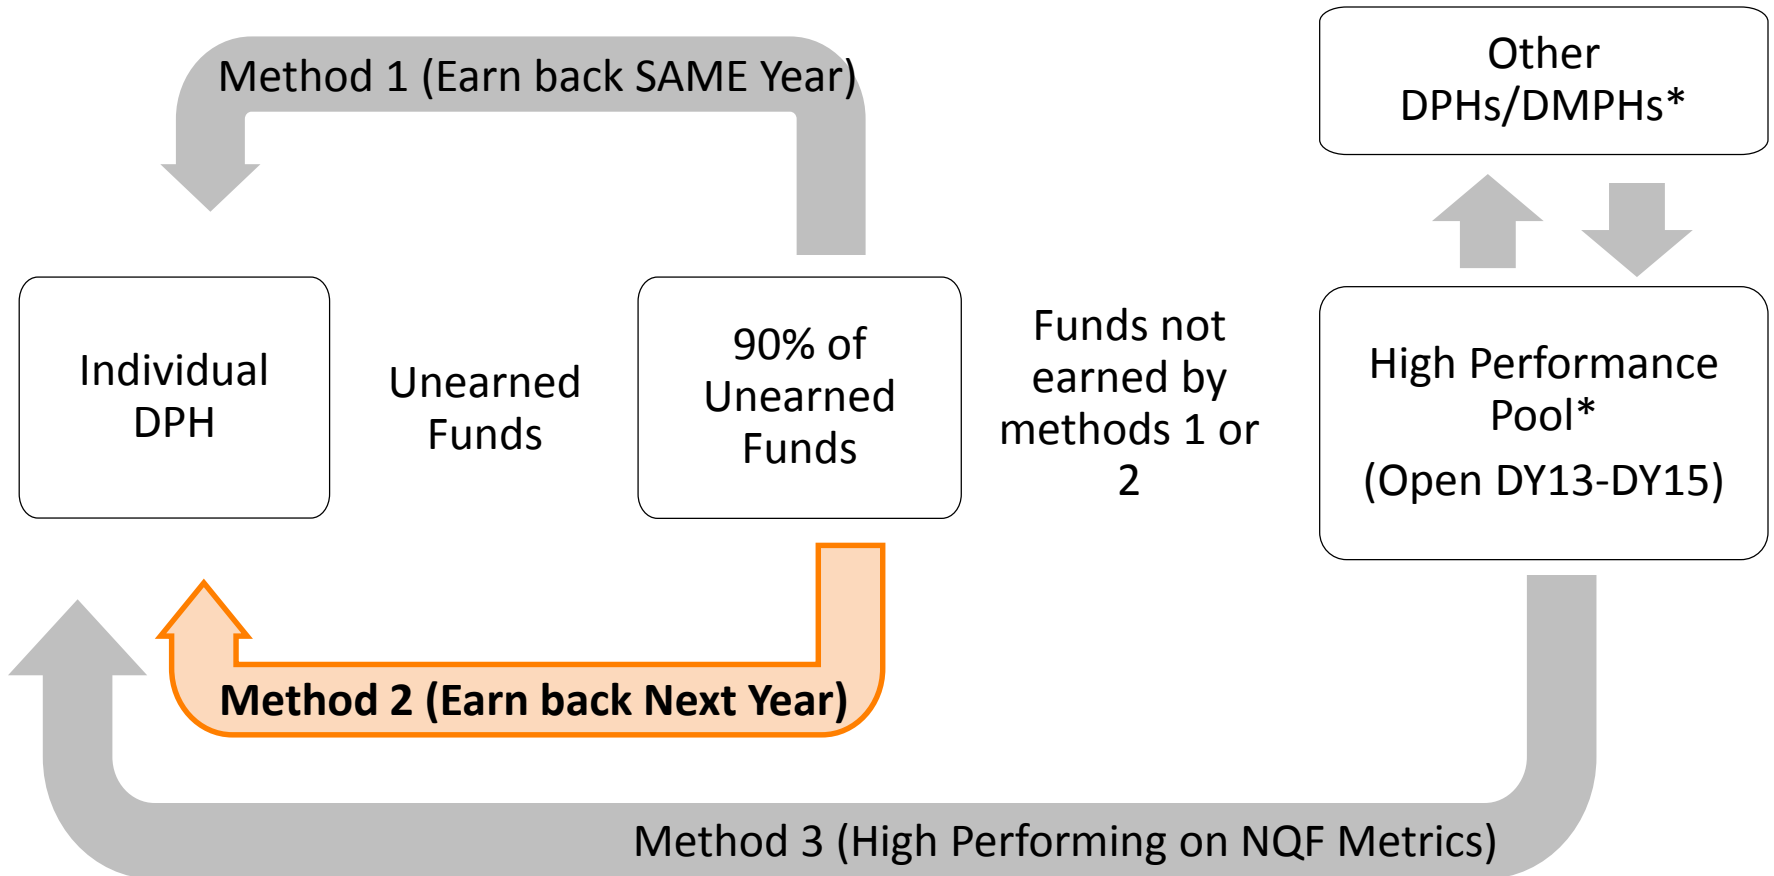 Method 1 (Earn back SAME Year)
Other
DPHs/DMPHs*
Individual
DPH
Unearned
Funds
90% of
Unearned
Funds
Funds not
earned by
methods 1 or
2
High Performance
Pool*
(Open DY13-DY15)
Method 2 (Earn back Next Year)
Method 3 (High Performing on NQF Metrics)